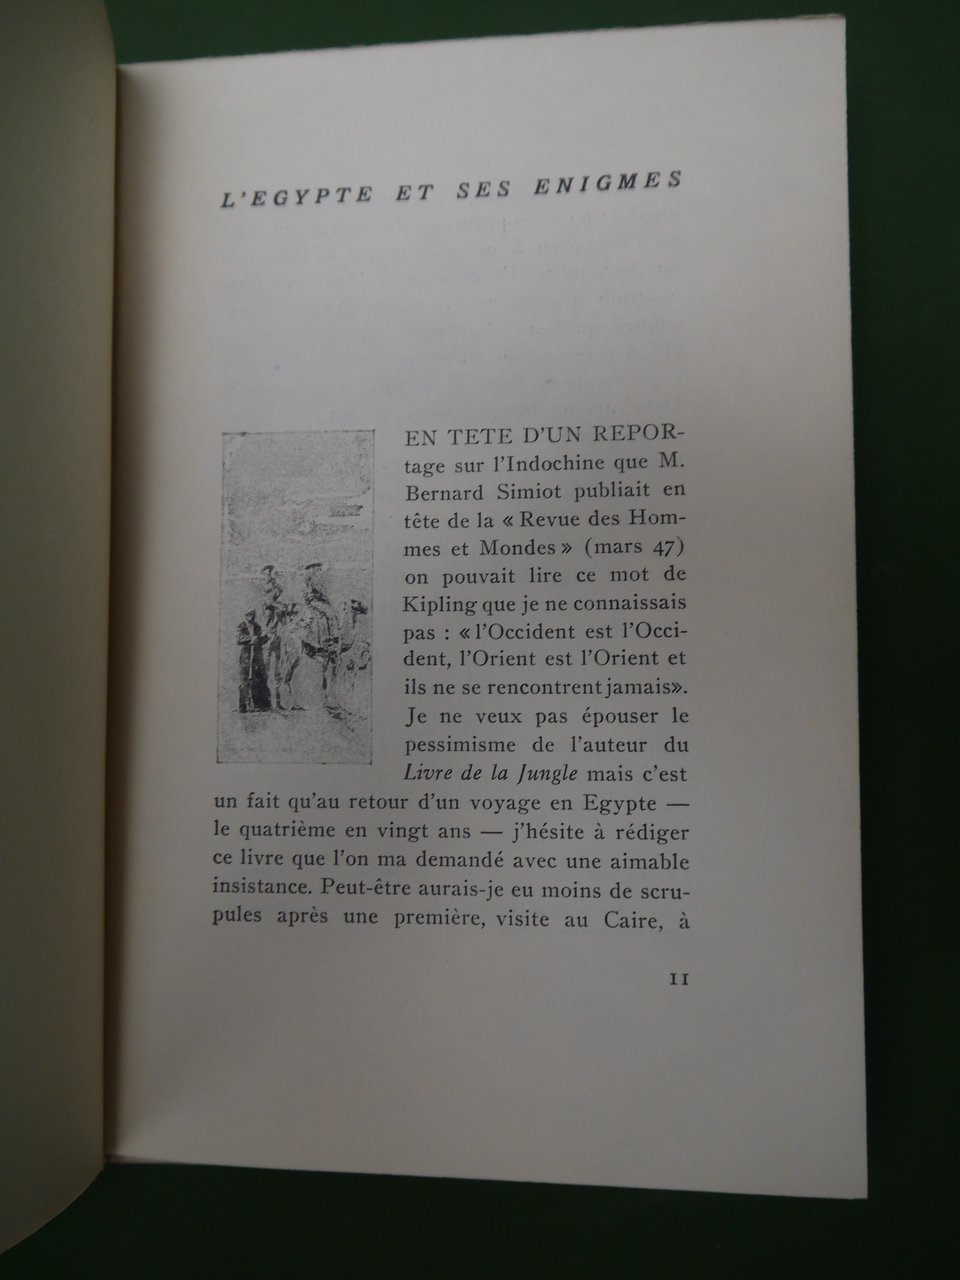 L'EGYPTE ET SES ENIGMES
EN TETE D'UN REPOR-
tage sur l'Indochine que M.
Bernard Simiot publiait en
tête de la « Revue des Hom-
mes et Mondes » (mars 47)
on pouvait lire ce mot de
Kipling que je ne connaissais
pas : « l'Occident est l'Occi-
dent, l'Orient est l'Orient et
ils ne se rencontrent jamais».
Je ne veux pas épouser le
pessimisme de l'auteur du
Livre de la Jungle mais c'est
un fait qu'au retour d'un voyage en Egypte —
le quatrième en vingt ans — j'hésite à rédiger
ce livre que l'on ma demandé avec une aimable
insistance. Peut-être aurais-je eu moins de scru-
pules après une première, visite au Caire, à
11